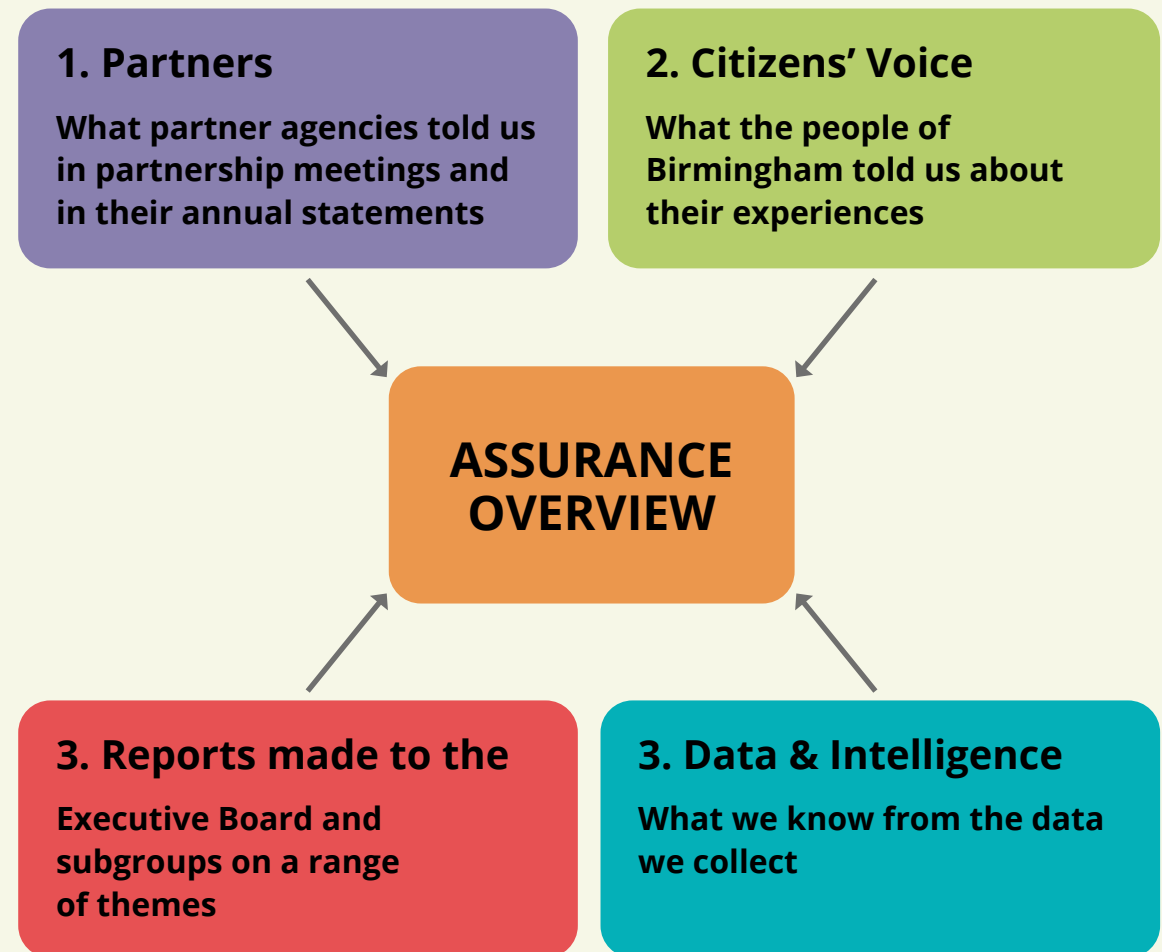 1. Partners
What partner agencies told us
in partnership meetings and
in their annual statements
2. Citizens’ Voice
What the people of
Birmingham told us about
their experiences
ASSURANCE
OVERVIEW
3. Reports made to the
Executive Board and
subgroups on a range
of themes
3. Data & Intelligence
What we know from the data
we collect